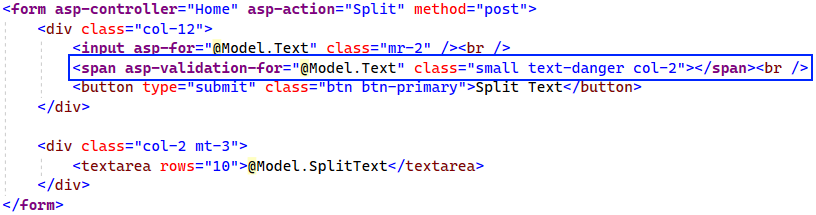 <form asp-controller="Home" asp-action="Split" method="post">
<div class="col-12">
<input asp-for="@Model.Text" class="mr-2" /><br />
<span asp-validation-for="@Model.Text" class="small text-danger col-2"></span><br />
<button type="submit" class="btn btn-primary">Split Text</button>
</div>
<div class="col-2 mt-3">
<textarea rows="10">@Model.SplitText</textarea>
</div>
</form>